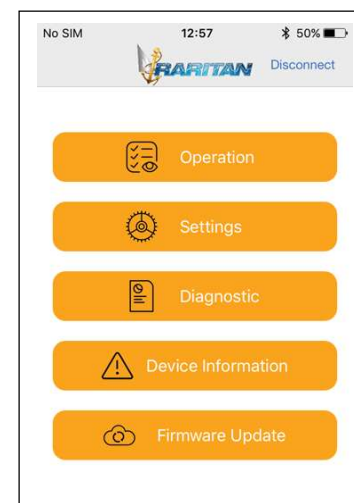 No SIM 12:57 50%
RARITAN Disconnect
Operation
Settings
Diagnostic
Device Information
Firmware Update